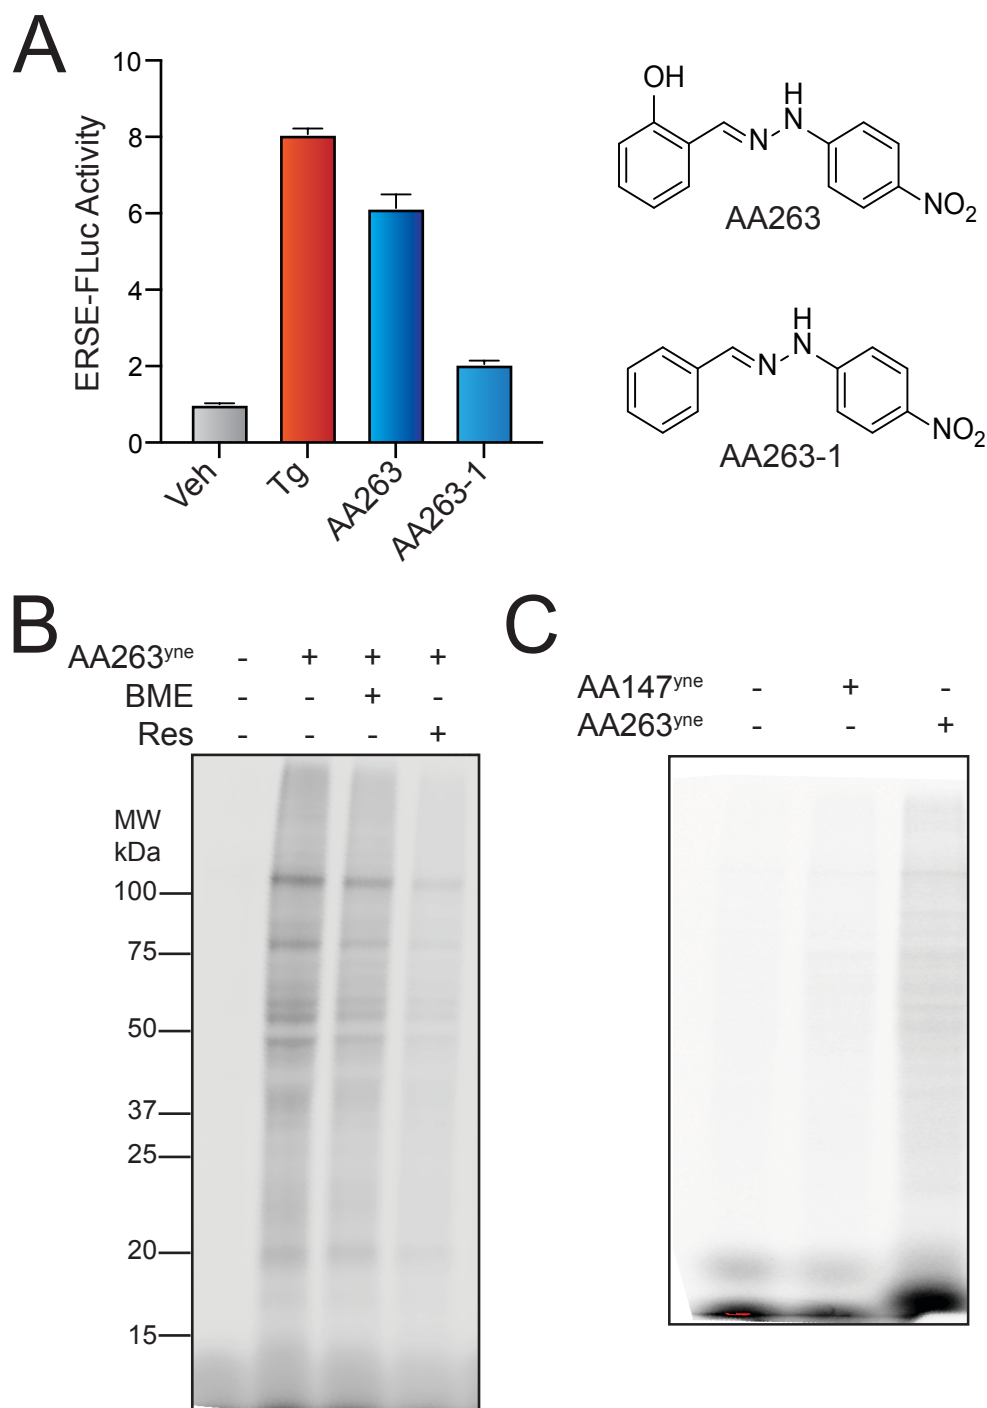 A
ERSE-FLuc Activity
10
8
6
4
2
0
Veh
Tg
AA263
AA263-1
OH
N
H
N
NO2
AA263
N
H
N
NO2
AA263-1
B
AA263yne - + + +
BME - - + -
Res - - - +
MW
kDa
100
75
50
37
25
20
15
C
AA147yne - + -
AA263yne - - +